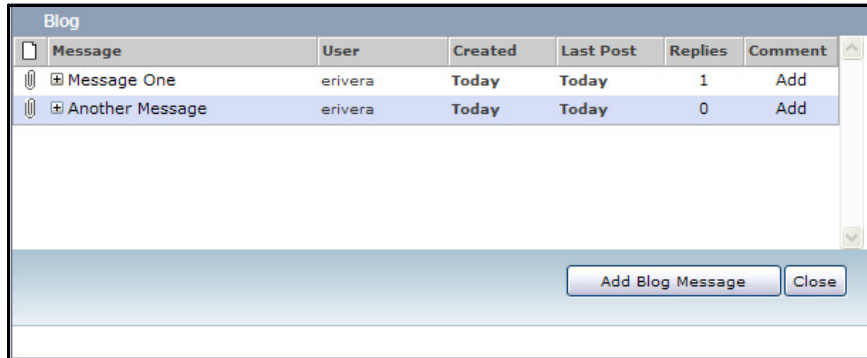 Blog
Message User Created Last Post Replies Comment
Message One erivera Today Today 1 Add
Another Message erivera Today Today 0 Add
Add Blog Message Close